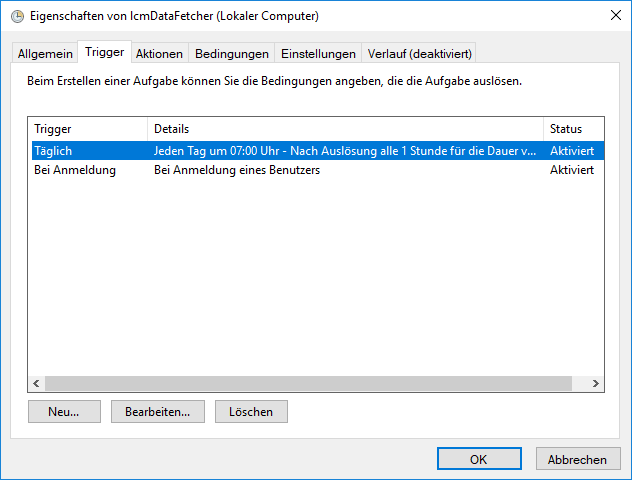 Eigenschaften von IcmDataFetcher (Lokaler Computer)
Allgemein Trigger Aktionen Bedingungen Einstellungen Verlauf (deaktiviert)
Beim Erstellen einer Aufgabe können Sie die Bedingungen angeben, die die Aufgabe auslösen.
Trigger Details Status
Täglich Jeden Tag um 07:00 Uhr - Nach Auslösung alle 1 Stunde für die Dauer v... Aktiviert
Bei Anmeldung Bei Anmeldung eines Benutzers Aktiviert
Neu... Bearbeiten... Löschen
OK Abbrechen